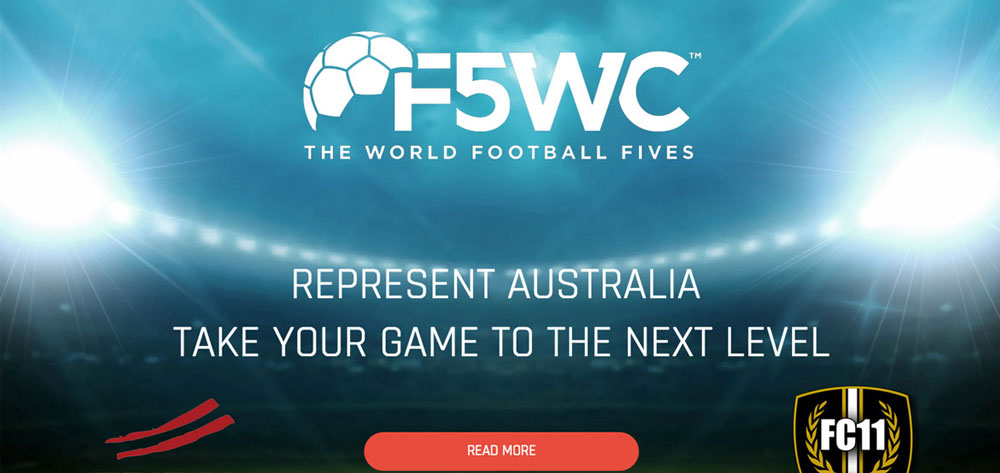 F5WC™
THE WORLD FOOTBALL FIVES
REPRESENT AUSTRALIA
TAKE YOUR GAME TO THE NEXT LEVEL
READ MORE
FC11